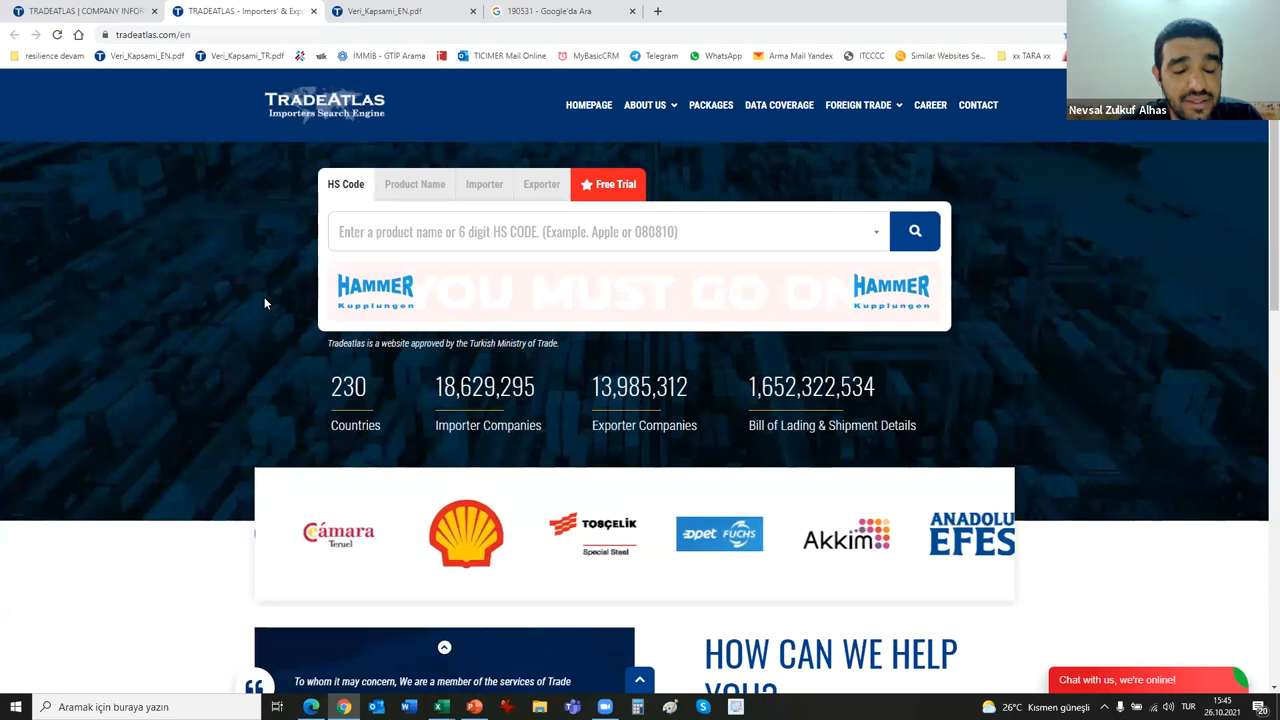 TRADEATLAS | COMPANY INFOR
TRADEATLAS - Importers' & Expo
Veri_Kapsami_EN.pdf
190531 - Google'da Ara
tradeatlas.com/en
resilience devam
Veri_Kapsami_EN.pdf
Veri_Kapsami_TR.pdf
İMMİB - GTİP Arama
TICIMER Mail Online
MyBasicCRM
Telegram
WhatsApp
Arma Mail Yandex
ITCCCC
Similar Websites Se...
xx TARA xx
Nevsal Zulkuf Alhas
TRADEATLAS
Importers Search Engine
HOMEPAGE
ABOUT US
PACKAGES
DATA COVERAGE
FOREIGN TRADE
CAREER
CONTACT
HS Code
Product Name
Importer
Exporter
Free Trial
Enter a product name or 6 digit HS CODE. (Example. Apple or 080810)
HAMMER
Kupplungen
YOU MUST GO ON
HAMMER
Kupplungen
Tradeatlas is a website approved by the Turkish Ministry of Trade.
230
18,629,295
13,985,312
1,652,322,534
Countries
Importer Companies
Exporter Companies
Bill of Lading & Shipment Details
Cámara
Teruel
TOSÇELİK
Special Steel
opet FUCHS
Akkim
ANADOLU
EFES
HOW CAN WE HELP
YOU?
To whom it may concern, We are a member of the services of Trade
Chat with us, we're online!
Aramak için buraya yazın
26°C Kısmen güneşli
TUR
15:45
26.10.2021
20